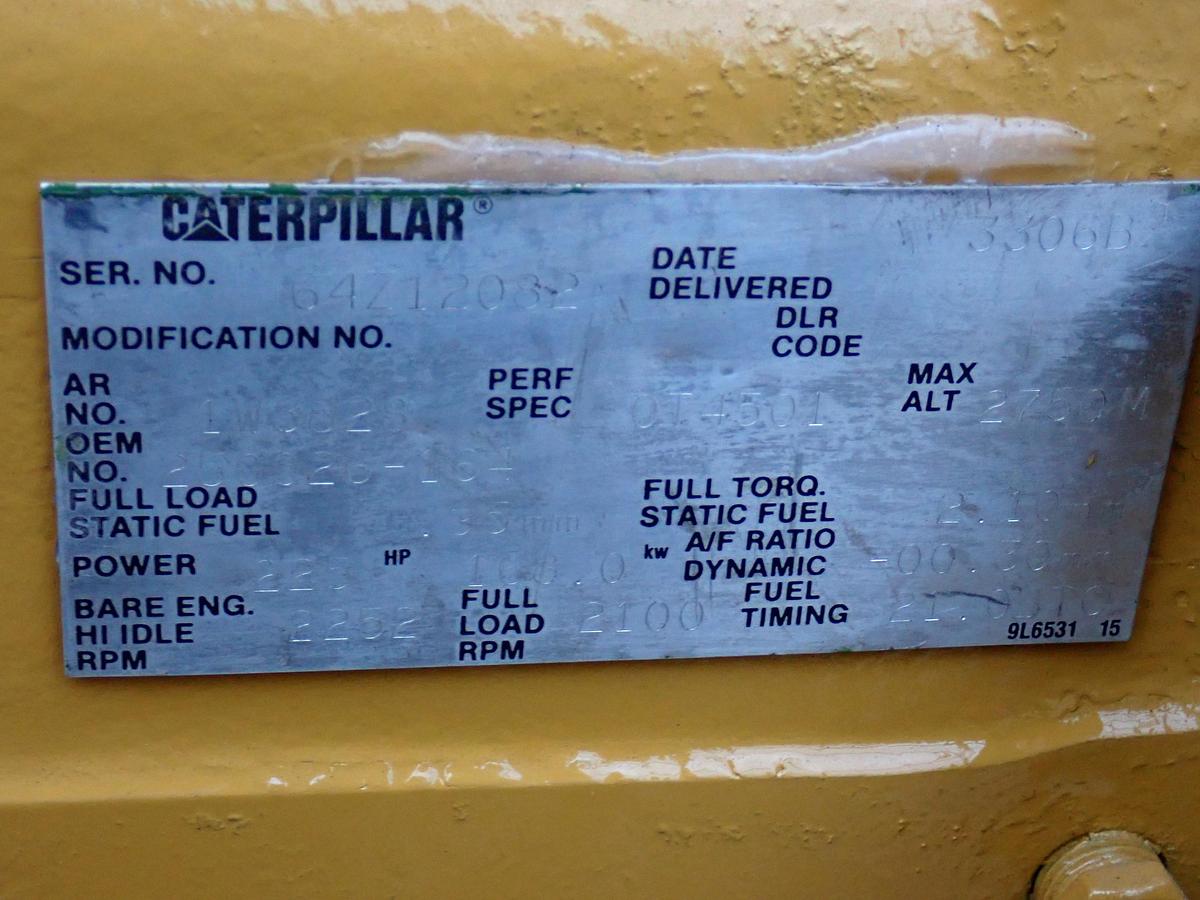 CATERPILLAR®
3306B
SER. NO. 64Z12082
DATE DELIVERED
MODIFICATION NO.
DLR CODE
AR NO.
PERF SPEC 0T4501
MAX ALT 2750 M
OEM NO.
FULL LOAD STATIC FUEL
FULL TORQ. STATIC FUEL
POWER HP kw
A/F RATIO DYNAMIC
BARE ENG. HI IDLE RPM 2252
FULL LOAD RPM 2100
FUEL TIMING
9L6531 15